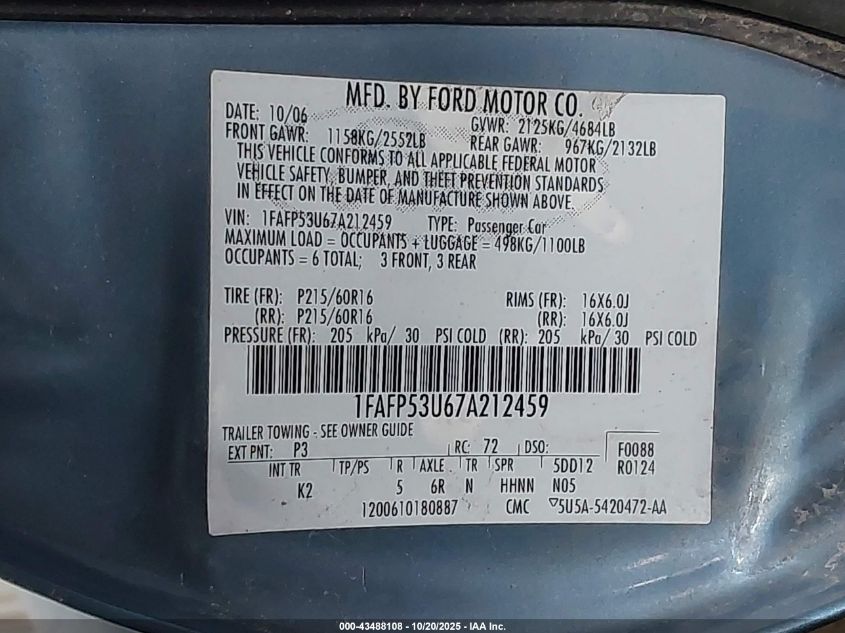 MFD. BY FORD MOTOR CO.
DATE: 10/06 GVWR: 2125KG/4684LB
FRONT GAWR: 1158KG/2552LB REAR GAWR: 967KG/2132LB
THIS VEHICLE CONFORMS TO ALL APPLICABLE FEDERAL MOTOR
VEHICLE SAFETY, BUMPER, AND THEFT PREVENTION STANDARDS
IN EFFECT ON THE DATE OF MANUFACTURE SHOWN ABOVE.
VIN: 1FAFP53U67A212459 TYPE: Passenger Car
MAXIMUM LOAD = OCCUPANTS + LUGGAGE = 498KG/1100LB
OCCUPANTS = 6 TOTAL; 3 FRONT, 3 REAR
TIRE (FR): P215/60R16 RIMS (FR): 16X6.0J
(RR): P215/60R16 (RR): 16X6.0J
PRESSURE (FR): 205 kPa/ 30 PSI COLD (RR): 205 kPa/ 30 PSI COLD
1FAFP53U67A212459
TRAILER TOWING - SEE OWNER GUIDE
EXT PNT: P3 RC: 72 DSO: F0088
INT TR TP/PS R AXLE TR SPR 5DD12 R0124
K2 5 6R N HHNN N05
1200610180887 CMC ▽5U5A-5420472-AA
000-43488108 - 10/20/2025 - IAA Inc.